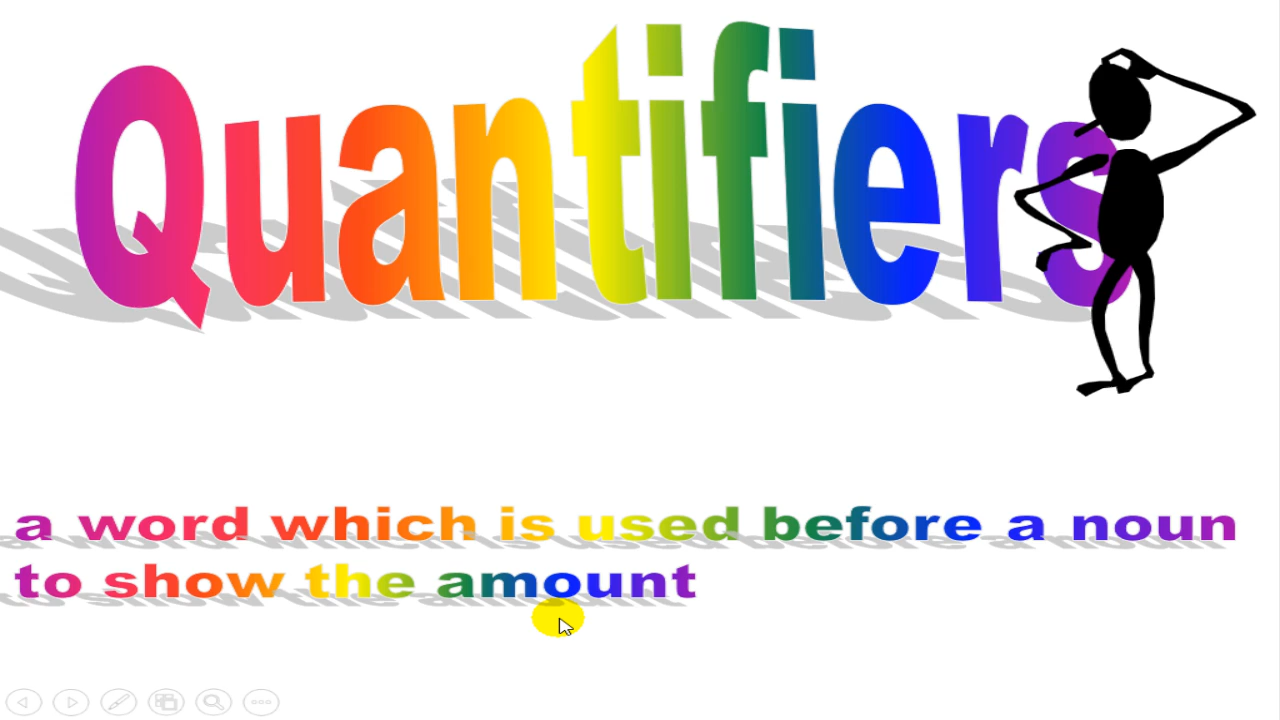 Quantifiers
a word which is used before a noun
to show the amount